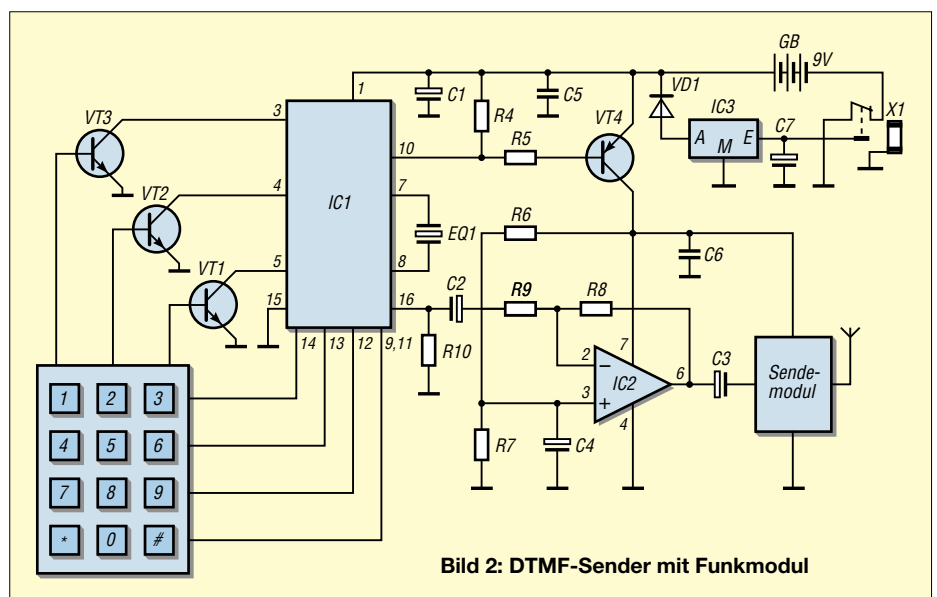 GB
9V
VD1
1
C1
C5
IC3
C7
X1
R4
VT4
VT3
3
A
M
E
R5
10
VT2
4
IC1
7
R6
EQ1
VT1
5
8
C6
C2
R9
R8
15
16
14
13
12
9,11
R10
7
C3
2
–
6
Sende-
modul
IC2
3
+
4
R7
C4
1
2
3
4
5
6
7
8
9
*
0
#
Bild 2: DTMF-Sender mit Funkmodul